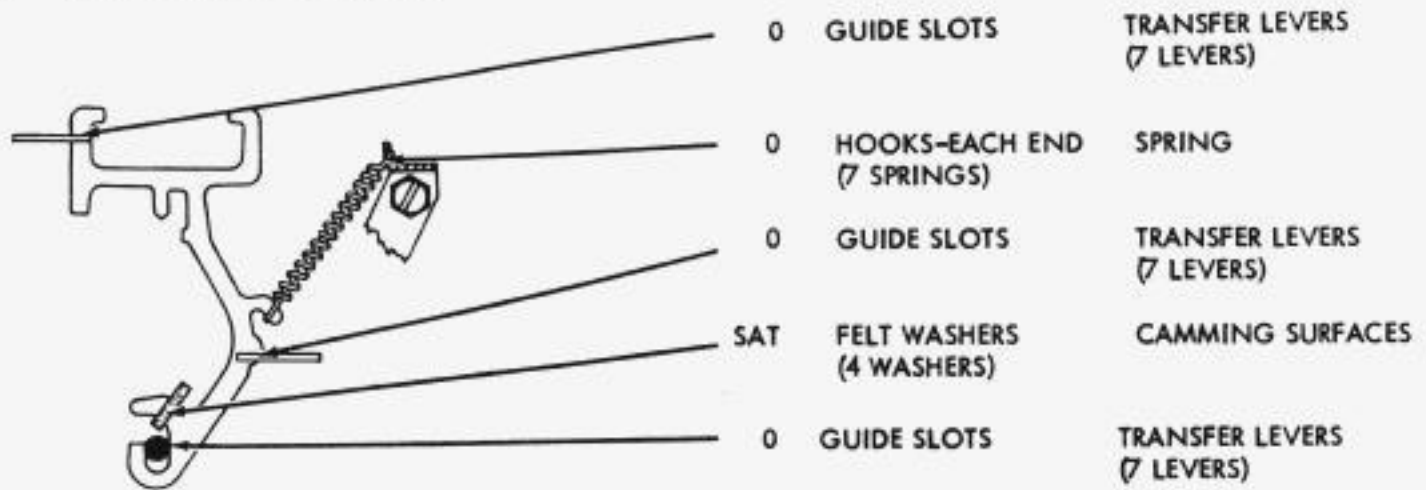 0 GUIDE SLOTS TRANSFER LEVERS
(7 LEVERS)
0 HOOKS-EACH END SPRING
(7 SPRINGS)
0 GUIDE SLOTS TRANSFER LEVERS
(7 LEVERS)
SAT FELT WASHERS CAMMING SURFACES
(4 WASHERS)
0 GUIDE SLOTS TRANSFER LEVERS
(7 LEVERS)